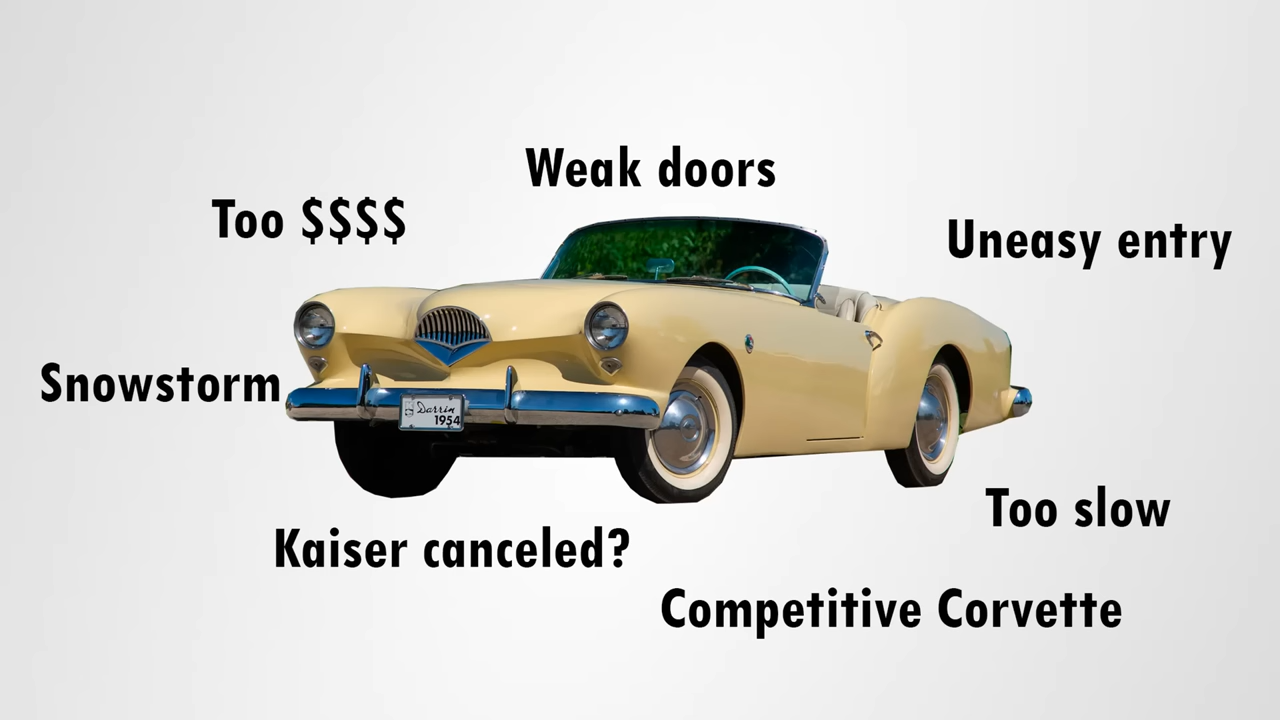 Weak doors
Too $$$$
Uneasy entry
Snowstorm
Darrin
1954
Too slow
Kaiser canceled?
Competitive Corvette